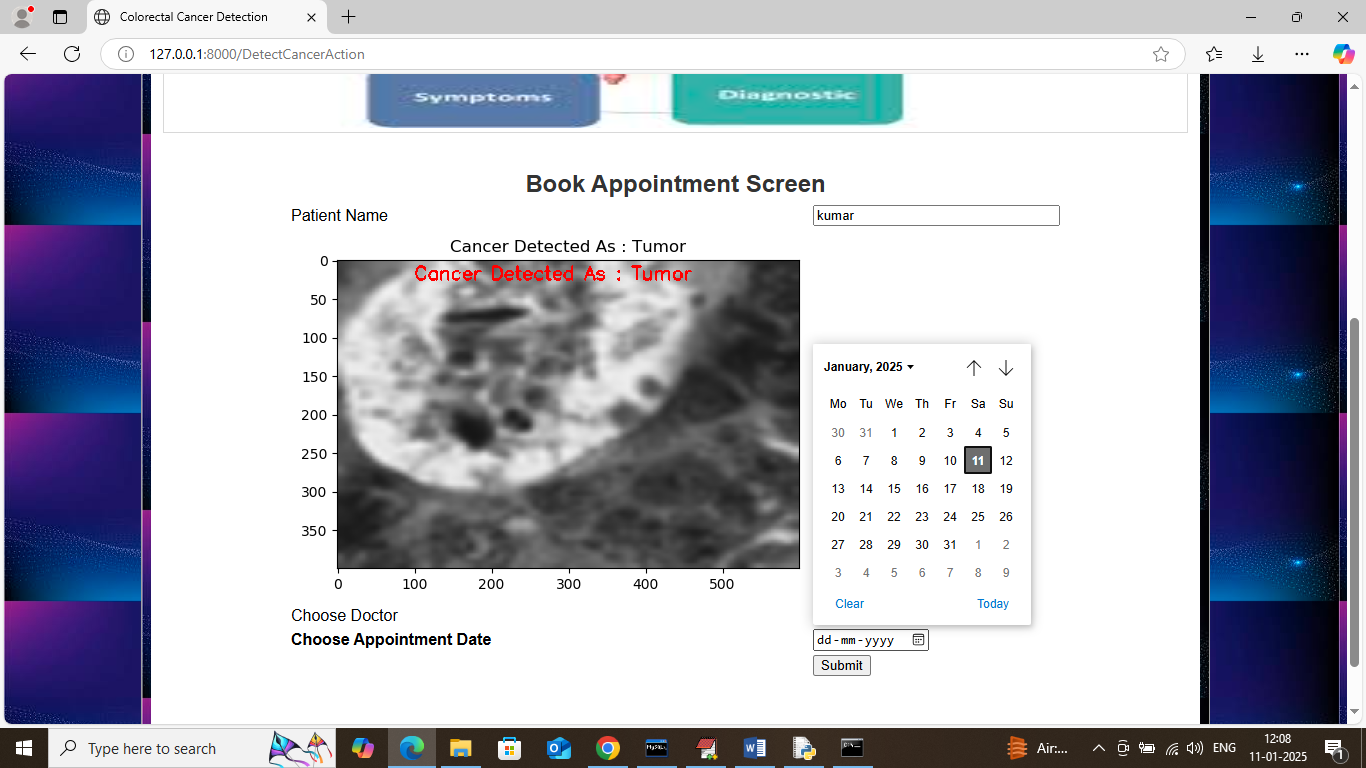 Colorectal Cancer Detection
127.0.0.1:8000/DetectCancerAction
Symptoms
Diagnostic
Book Appointment Screen
Patient Name
kumar
Cancer Detected As : Tumor
Cancer Detected As : Tumor
0
50
100
150
200
250
300
350
0 100 200 300 400 500
January, 2025
Mo Tu We Th Fr Sa Su
30 31 1 2 3 4 5
6 7 8 9 10 11 12
13 14 15 16 17 18 19
20 21 22 23 24 25 26
27 28 29 30 31 1 2
3 4 5 6 7 8 9
Clear Today
Choose Doctor
Choose Appointment Date
dd-mm-yyyy
Submit
Type here to search
Air:...
ENG
12:08
11-01-2025
1